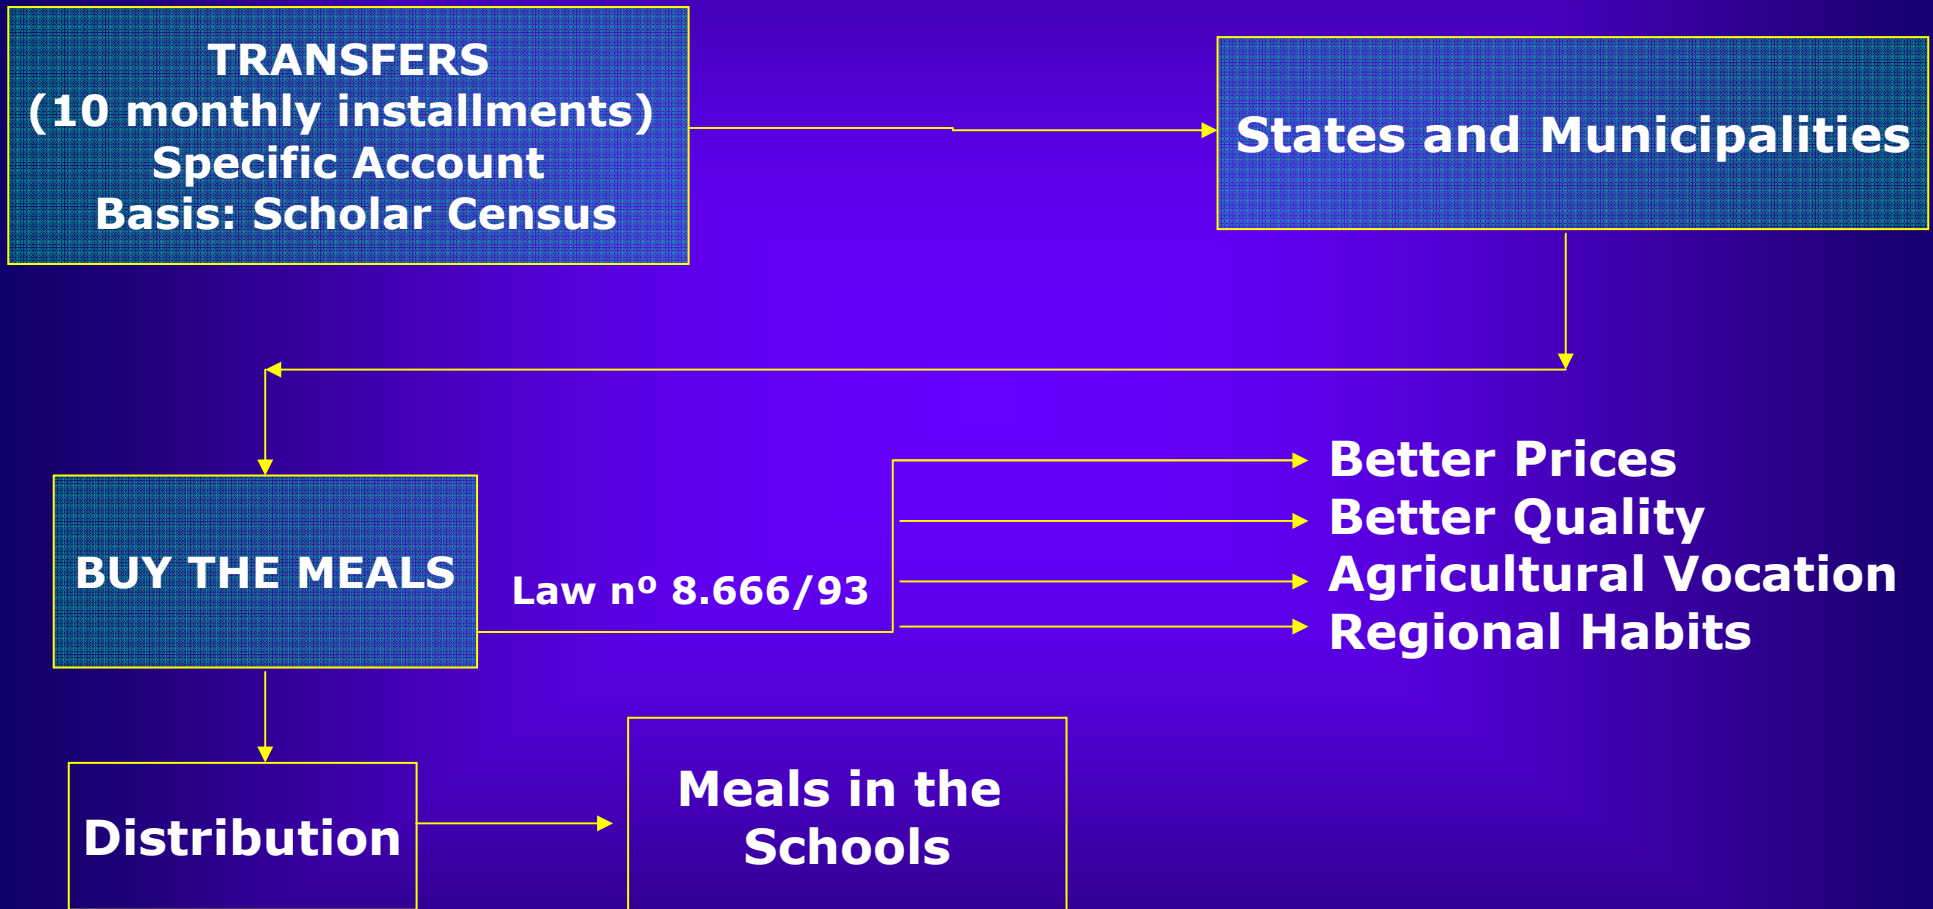 TRANSFERS
(10 monthly installments)
Specific Account
Basis: Scholar Census
States and Municipalities
BUY THE MEALS
Law nº 8.666/93
Better Prices
Better Quality
Agricultural Vocation
Regional Habits
Distribution
Meals in the
Schools